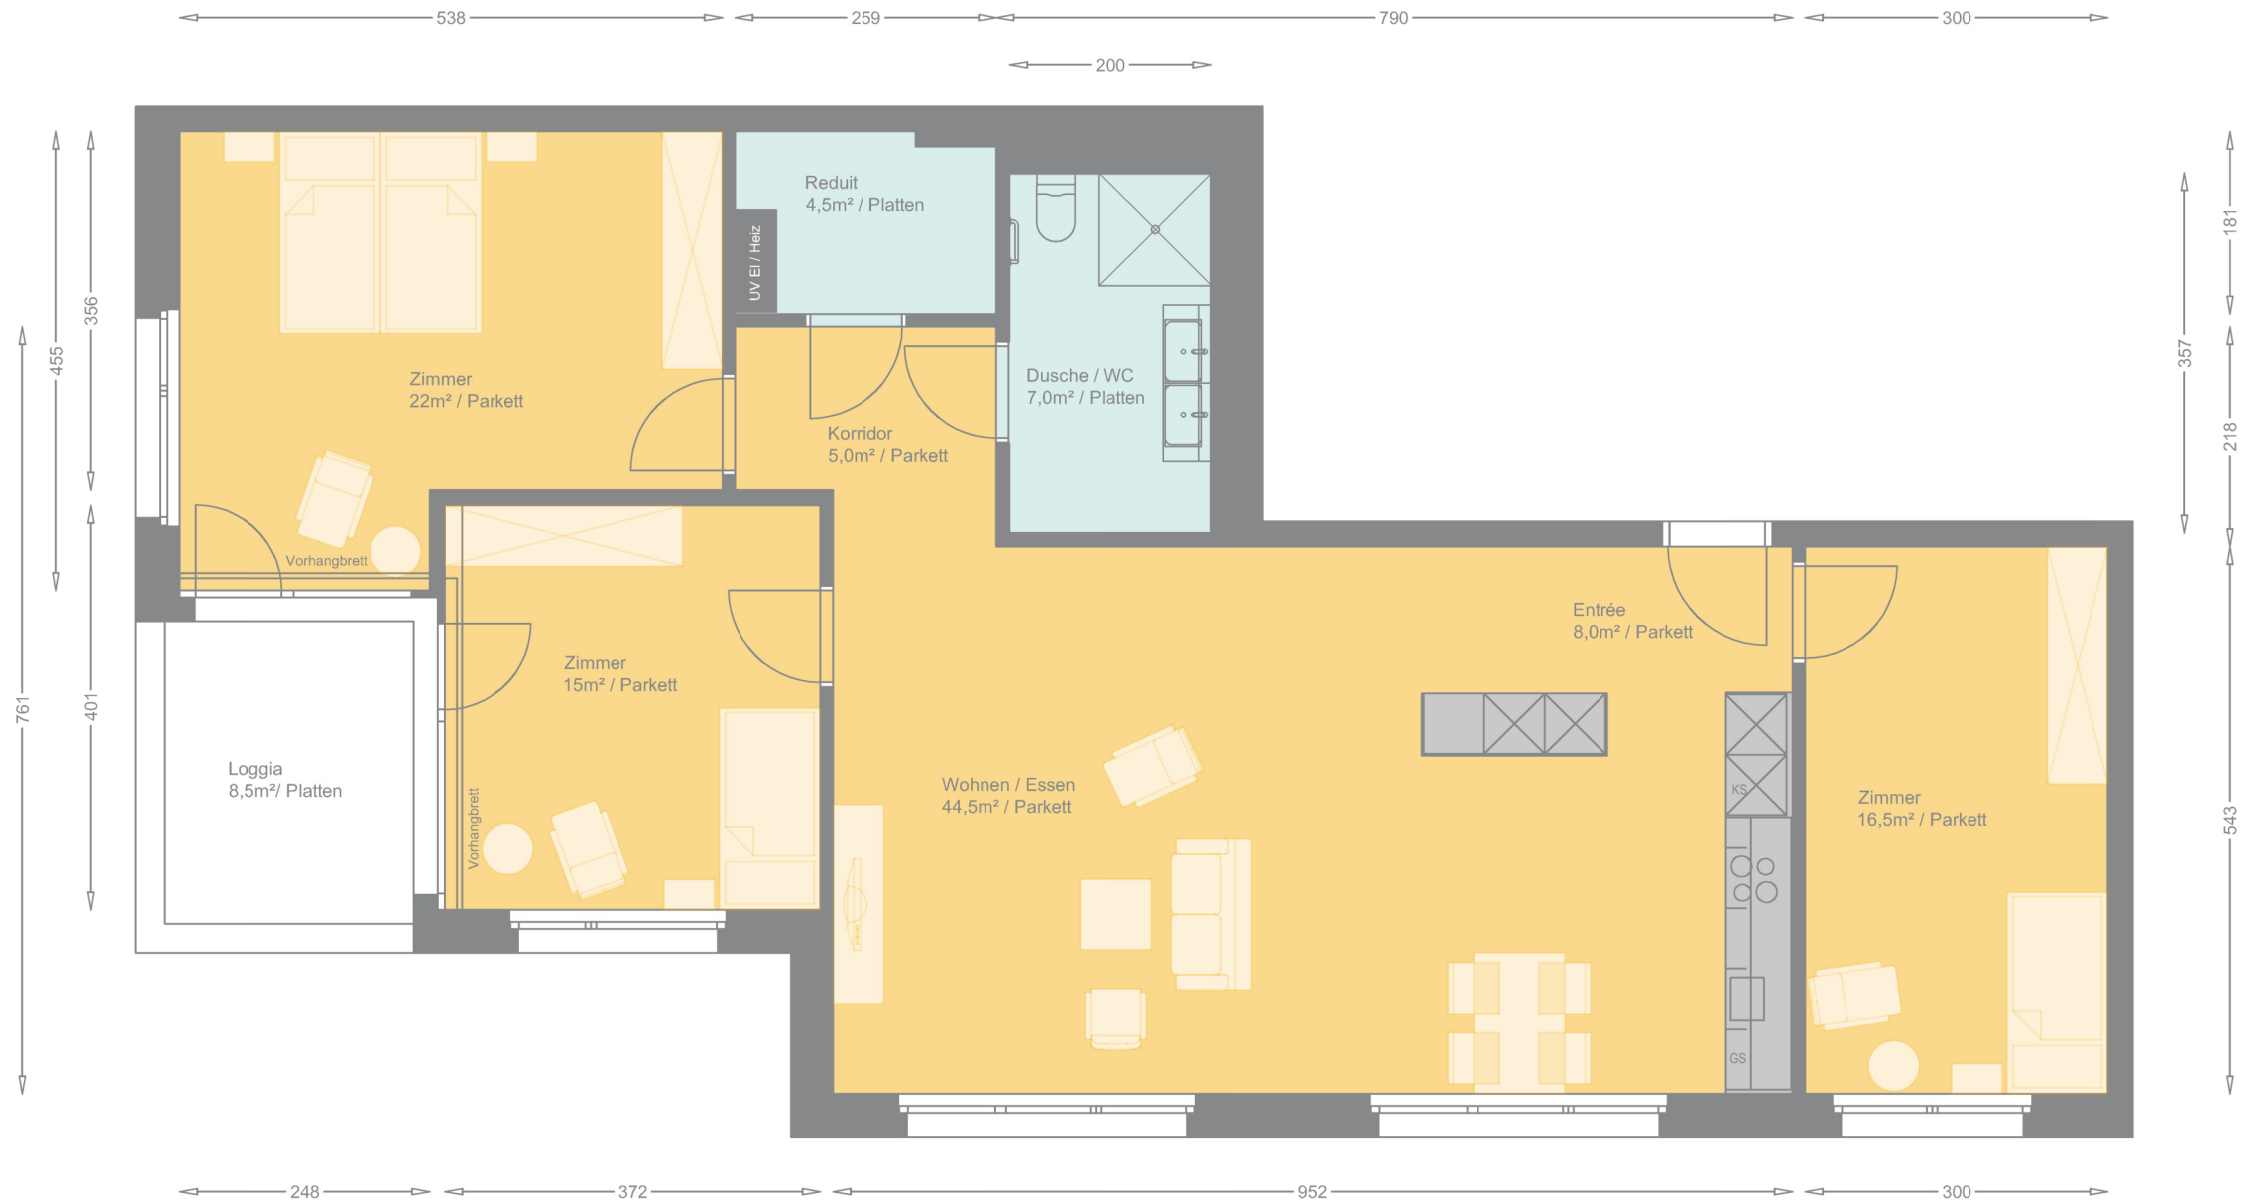 538
259
790
300
200
Reduit
4,5m² / Platten
UV El / Heiz
Zimmer
22m² / Parkett
Korridor
5,0m² / Parkett
Dusche / WC
7,0m² / Platten
Vorhangbrett
Entrée
8,0m² / Parkett
Zimmer
15m² / Parkett
Loggia
8,5m²/ Platten
Vorhangbrett
Wohnen / Essen
44,5m² / Parkett
KS
GS
Zimmer
16,5m² / Parkett
761
455
356
401
357
181
218
543
248
372
952
300